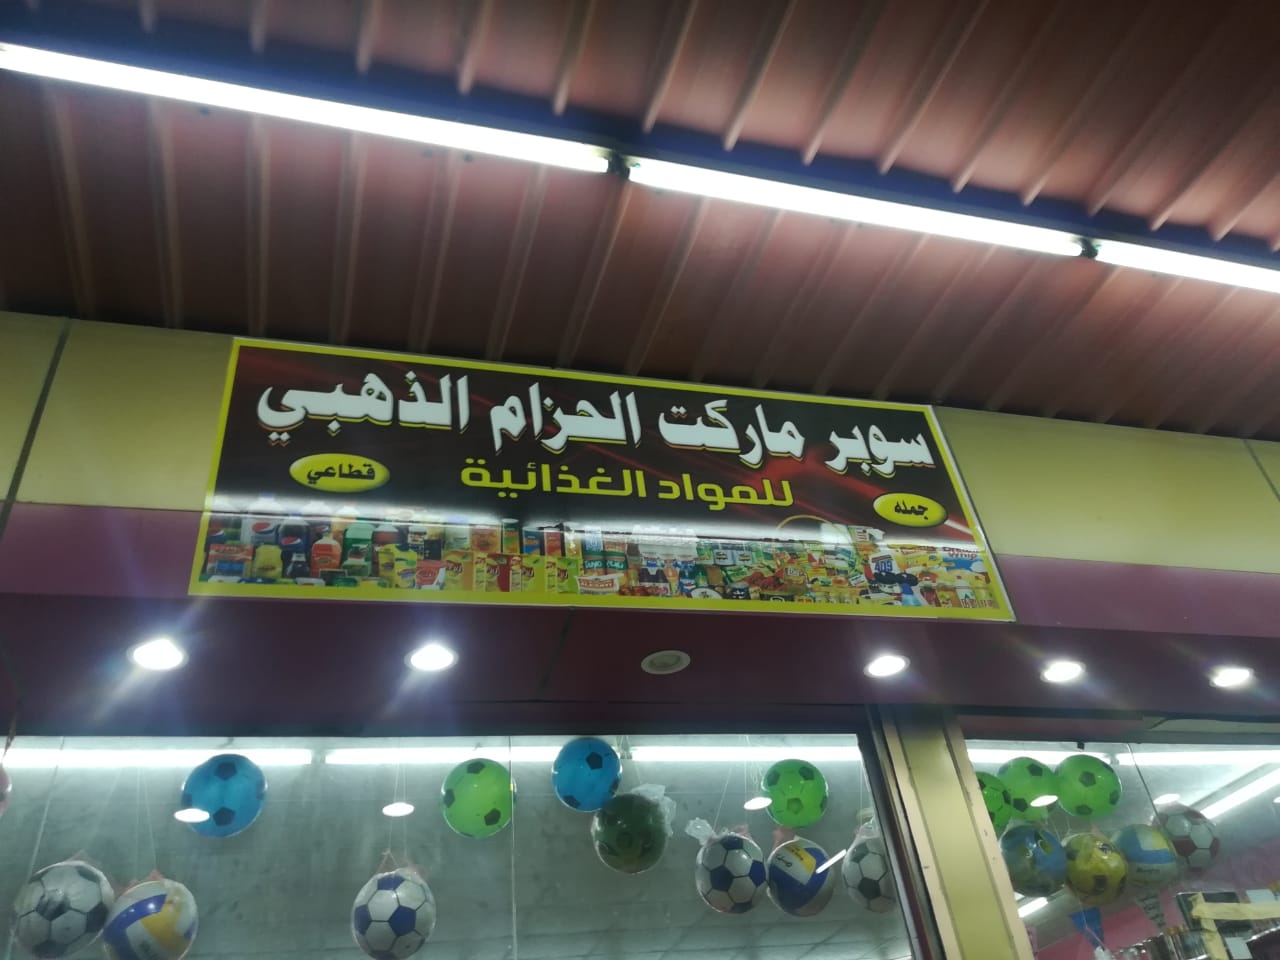 سوبر ماركت الحزام الذهبي
للمواد الغذائية
جمله
قطاعي